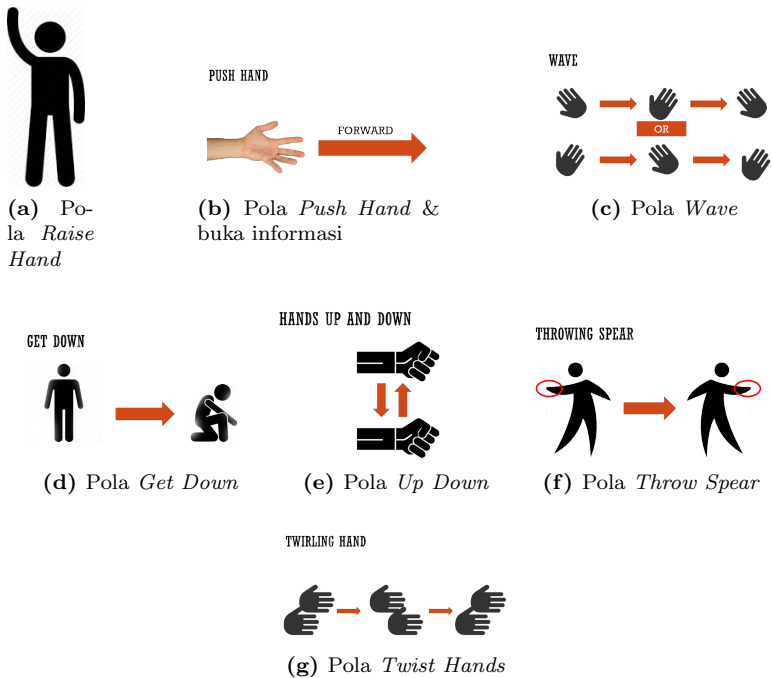 (a) Po-
la Raise
Hand
PUSH HAND
FORWARD
(b) Pola Push Hand &
buka informasi
WAVE
OR
(c) Pola Wave
GET DOWN
(d) Pola Get Down
HANDS UP AND DOWN
(e) Pola Up Down
THROWING SPEAR
(f) Pola Throw Spear
TWIRLING HAND
(g) Pola Twist Hands